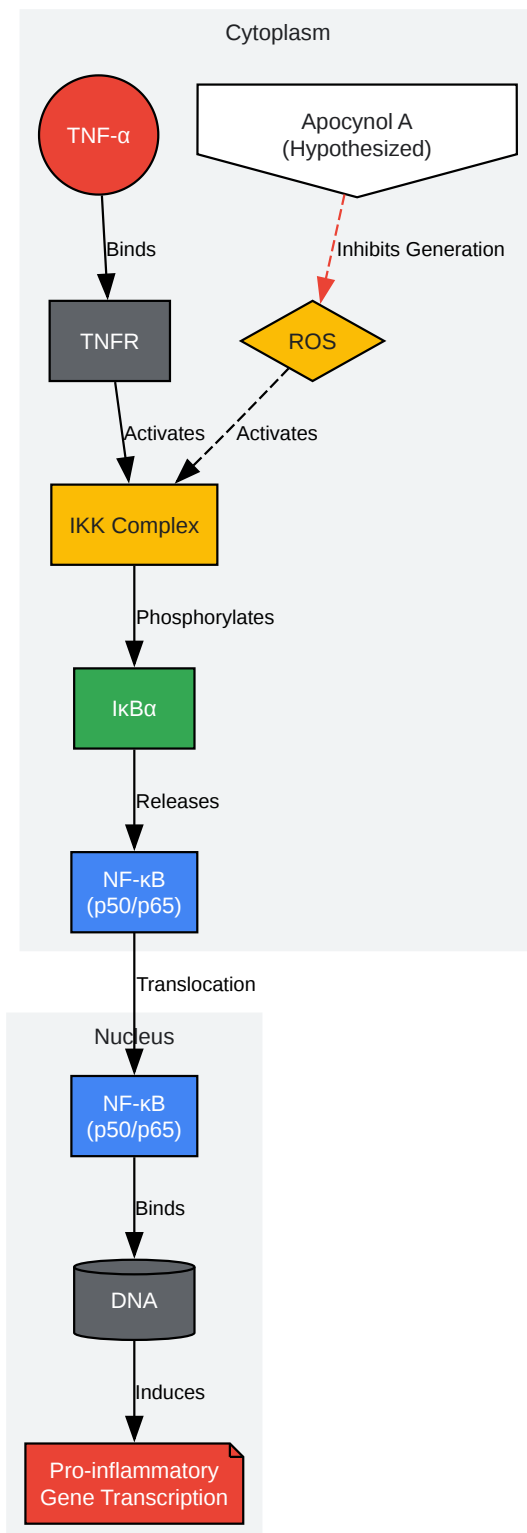 Cytoplasm
TNF-α
Apocynol A
(Hypothesized)
Binds
Inhibits Generation
TNFR
ROS
Activates
Activates
IKK Complex
Phosphorylates
IκBα
Releases
NF-κB
(p50/p65)
Translocation
Nucleus
NF-κB
(p50/p65)
Binds
DNA
Induces
Pro-inflammatory
Gene Transcription